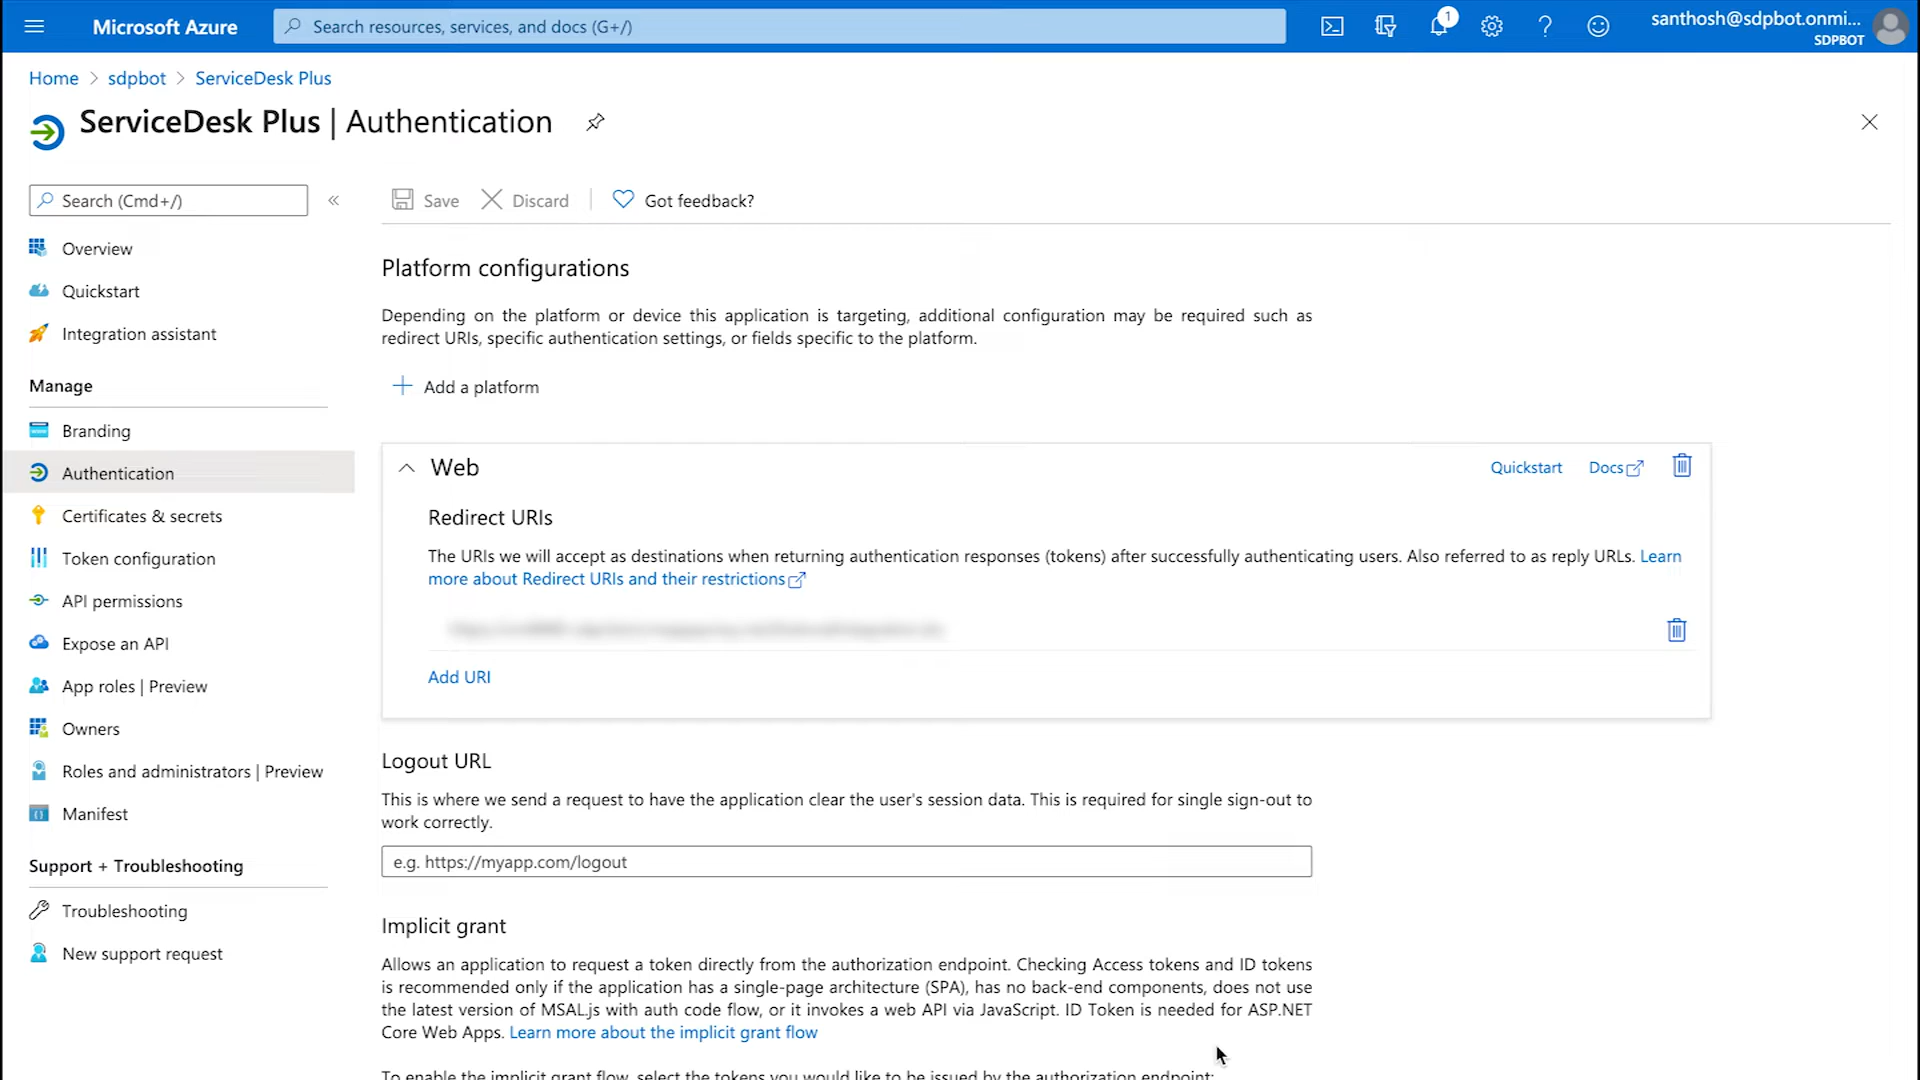 Microsoft Azure
Search resources, services, and docs (G+/)
1
santhosh@sdpbot.onmi...
SDPBOT
Home > sdpbot > ServiceDesk Plus
ServiceDesk Plus | Authentication
Search (Cmd+/)
«
Save
Discard
Got feedback?
Overview
Quickstart
Integration assistant
Manage
Branding
Authentication
Certificates & secrets
Token configuration
API permissions
Expose an API
App roles | Preview
Owners
Roles and administrators | Preview
Manifest
Support + Troubleshooting
Troubleshooting
New support request
Platform configurations
Depending on the platform or device this application is targeting, additional configuration may be required such as
redirect URIs, specific authentication settings, or fields specific to the platform.
+ Add a platform
Web
Quickstart
Docs
Redirect URIs
The URIs we will accept as destinations when returning authentication responses (tokens) after successfully authenticating users. Also referred to as reply URLs. Learn
more about Redirect URIs and their restrictions
Add URI
Logout URL
This is where we send a request to have the application clear the user's session data. This is required for single sign-out to
work correctly.
e.g. https://myapp.com/logout
Implicit grant
Allows an application to request a token directly from the authorization endpoint. Checking Access tokens and ID tokens
is recommended only if the application has a single-page architecture (SPA), has no back-end components, does not use
the latest version of MSAL.js with auth code flow, or it invokes a web API via JavaScript. ID Token is needed for ASP.NET
Core Web Apps. Learn more about the implicit grant flow
To enable the implicit grant flow, select the tokens you would like to be issued by the authorization endpoint: